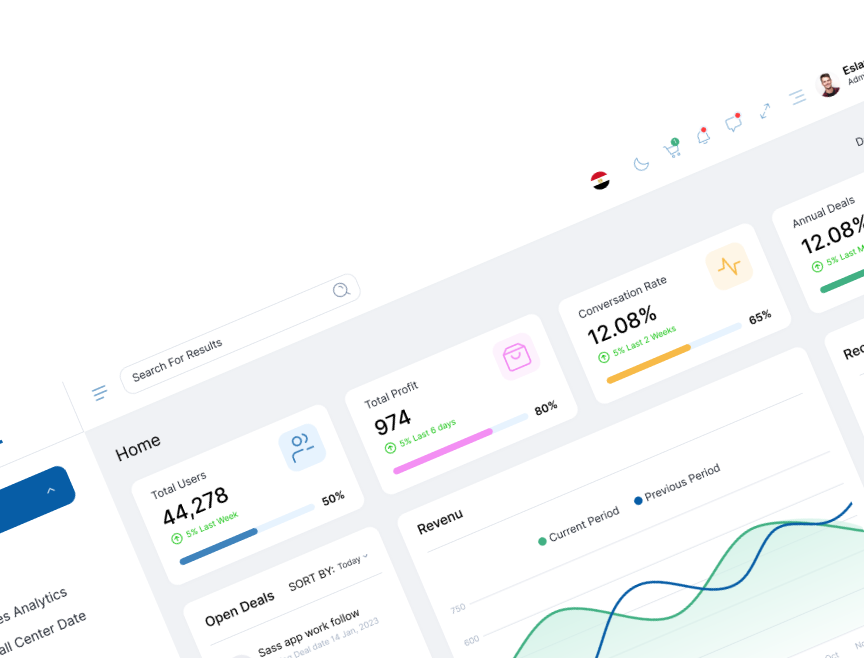 Esla
Adm
D
Search For Results
Home
Total Users
44,278
5% Last Week
50%
Total Profit
974
5% Last 6 days
80%
Conversation Rate
12.08%
5% Last 2 Weeks
65%
Annual Deals
12.08%
5% Last M
es Analytics
all Center Date
Open Deals
SORT BY: Today
Sass app work follow
Deal date 14 Jan, 2023
Revenu
Current Period
Previous Period
750
600
Oct
No
Rec